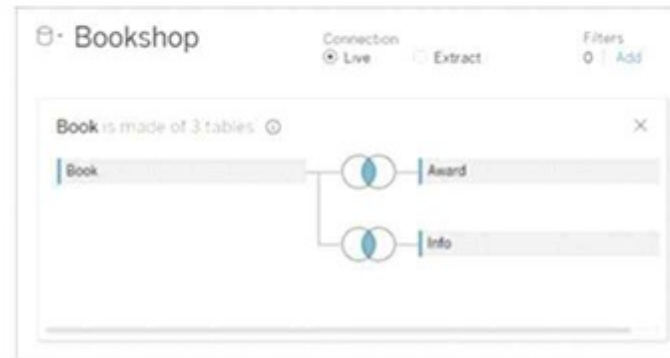 Bookshop
Connection
Live Extract
Filters
0 Add
Book is made of 3 tables
Book
Award
Info